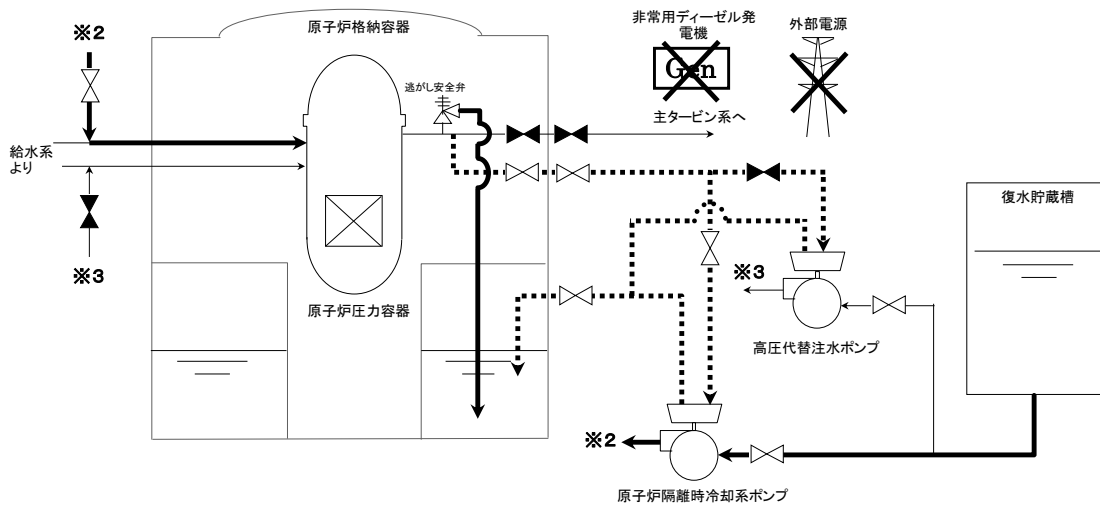 非常用ディーゼル発
電機
外部電源
原子炉格納容器
※2
Gen
逃がし安全弁
主タービン系へ
給水系
より
復水貯蔵槽
※3
※3
原子炉圧力容器
高圧代替注水ポンプ
※2
原子炉隔離時冷却系ポンプ